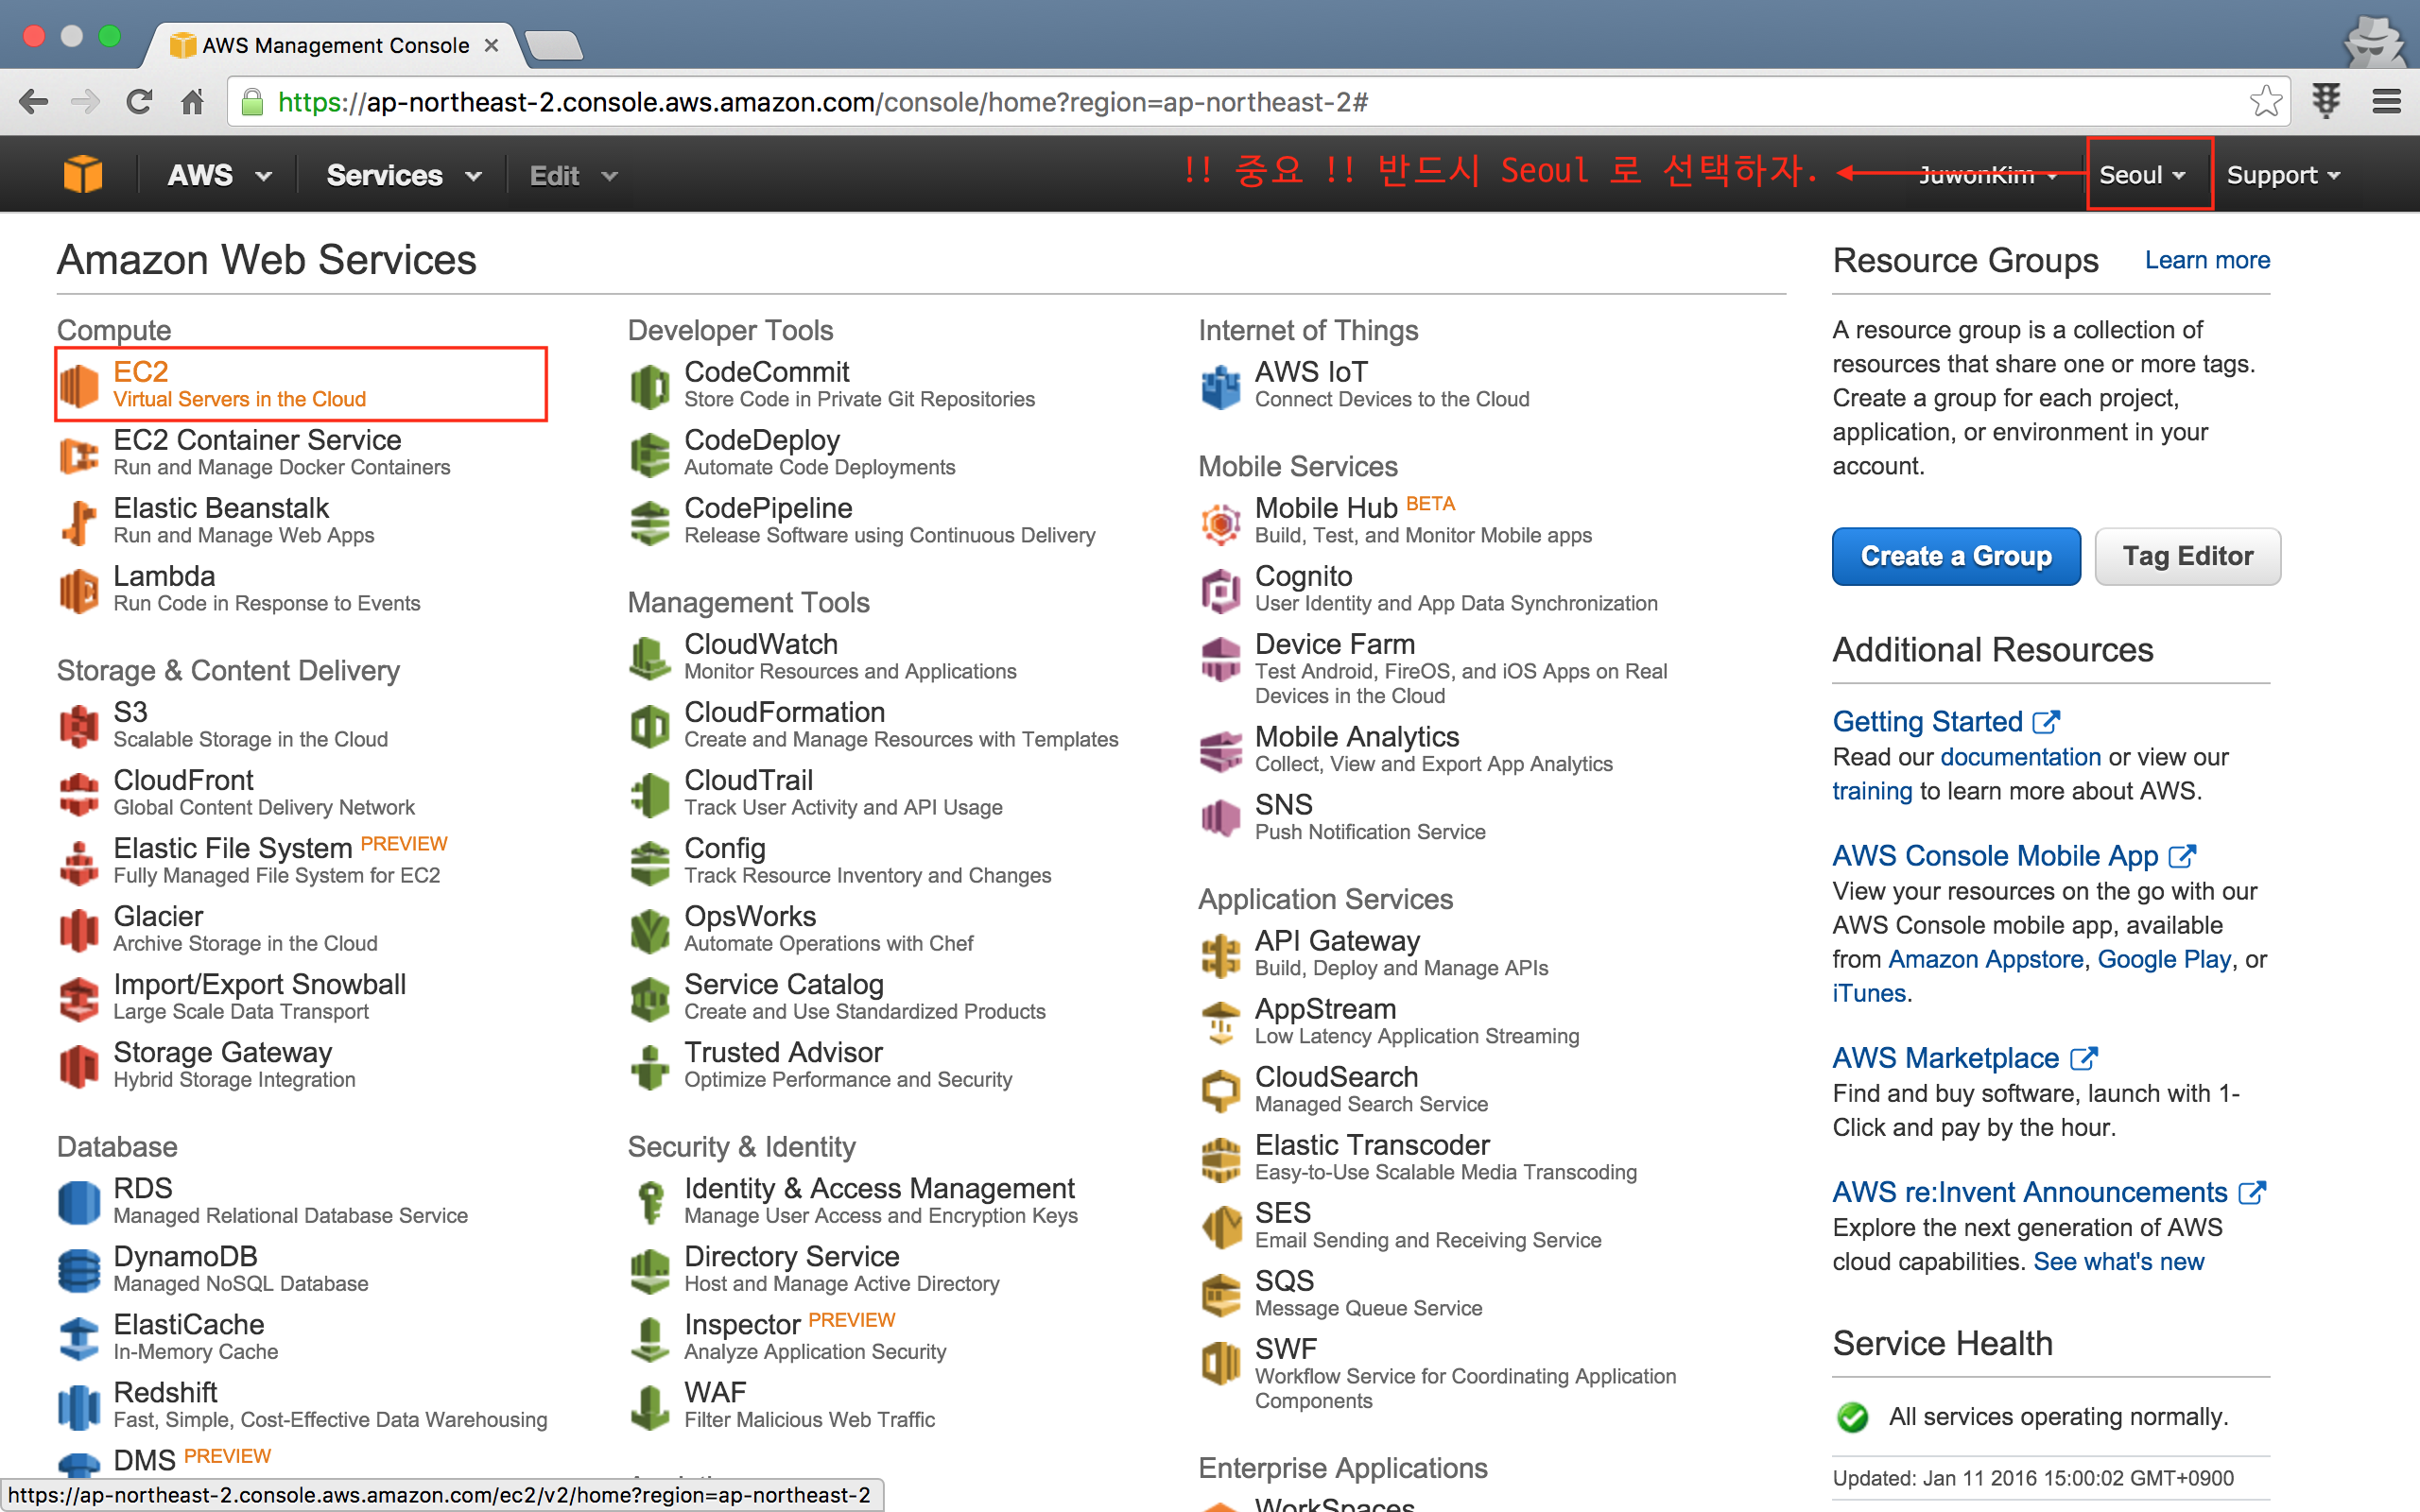 AWS Management Console
https://ap-northeast-2.console.aws.amazon.com/console/home?region=ap-northeast-2#
AWS
Services
Edit
!! 중요 !! 반드시 Seoul 로 선택하자.
JuwonKim
Seoul
Support
Amazon Web Services
Compute
EC2
Virtual Servers in the Cloud
EC2 Container Service
Run and Manage Docker Containers
Elastic Beanstalk
Run and Manage Web Apps
Lambda
Run Code in Response to Events
Storage & Content Delivery
S3
Scalable Storage in the Cloud
CloudFront
Global Content Delivery Network
Elastic File System PREVIEW
Fully Managed File System for EC2
Glacier
Archive Storage in the Cloud
Import/Export Snowball
Large Scale Data Transport
Storage Gateway
Hybrid Storage Integration
Database
RDS
Managed Relational Database Service
DynamoDB
Managed NoSQL Database
ElastiCache
In-Memory Cache
Redshift
Fast, Simple, Cost-Effective Data Warehousing
DMS PREVIEW
Developer Tools
CodeCommit
Store Code in Private Git Repositories
CodeDeploy
Automate Code Deployments
CodePipeline
Release Software using Continuous Delivery
Management Tools
CloudWatch
Monitor Resources and Applications
CloudFormation
Create and Manage Resources with Templates
CloudTrail
Track User Activity and API Usage
Config
Track Resource Inventory and Changes
OpsWorks
Automate Operations with Chef
Service Catalog
Create and Use Standardized Products
Trusted Advisor
Optimize Performance and Security
Security & Identity
Identity & Access Management
Manage User Access and Encryption Keys
Directory Service
Host and Manage Active Directory
Inspector PREVIEW
Analyze Application Security
WAF
Filter Malicious Web Traffic
Internet of Things
AWS IoT
Connect Devices to the Cloud
Mobile Services
Mobile Hub BETA
Build, Test, and Monitor Mobile apps
Cognito
User Identity and App Data Synchronization
Device Farm
Test Android, FireOS, and iOS Apps on Real
Devices in the Cloud
Mobile Analytics
Collect, View and Export App Analytics
SNS
Push Notification Service
Application Services
API Gateway
Build, Deploy and Manage APIs
AppStream
Low Latency Application Streaming
CloudSearch
Managed Search Service
Elastic Transcoder
Easy-to-Use Scalable Media Transcoding
SES
Email Sending and Receiving Service
SQS
Message Queue Service
SWF
Workflow Service for Coordinating Application
Components
Enterprise Applications
WorkSpaces
Resource Groups
Learn more
A resource group is a collection of
resources that share one or more tags.
Create a group for each project,
application, or environment in your
account.
Create a Group
Tag Editor
Additional Resources
Getting Started
Read our documentation or view our
training to learn more about AWS.
AWS Console Mobile App
View your resources on the go with our
AWS Console mobile app, available
from Amazon Appstore, Google Play, or
iTunes.
AWS Marketplace
Find and buy software, launch with 1-
Click and pay by the hour.
AWS re:Invent Announcements
Explore the next generation of AWS
cloud capabilities. See what's new
Service Health
All services operating normally.
Updated: Jan 11 2016 15:00:02 GMT+0900
https://ap-northeast-2.console.aws.amazon.com/ec2/v2/home?region=ap-northeast-2